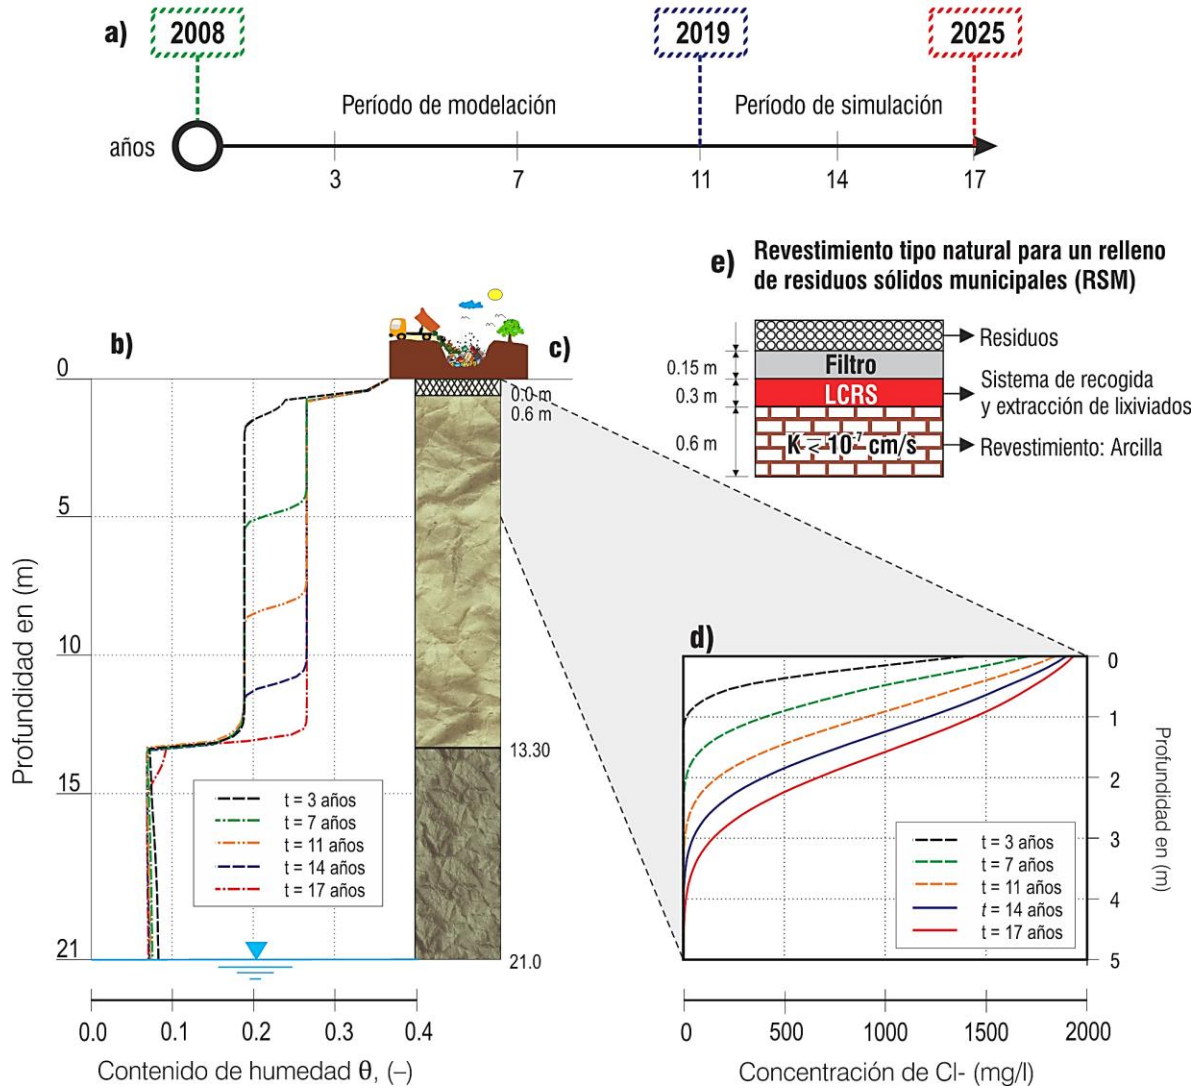 a)
2008
2019
2025
Período de modelación
Período de simulación
años
3
7
11
14
17
e)
Revestimiento tipo natural para un relleno
de residuos sólidos municipales (RSM)
Residuos
0.15 m
Filtro
0.3 m
LCRS
Sistema de recogida
y extracción de lixiviados
0.6 m
K < 10⁻⁷ cm/s
Revestimiento: Arcilla
b)
c)
0
0.0 m
0.6 m
5
10
13.30
15
21
21.0
Profundidad en (m)
t = 3 años
t = 7 años
t = 11 años
t = 14 años
t = 17 años
0.0
0.1
0.2
0.3
0.4
Contenido de humedad θ, (–)
d)
0
1
2
3
4
5
Profundidad en (m)
t = 3 años
t = 7 años
t = 11 años
t = 14 años
t = 17 años
0
500
1000
1500
2000
Concentración de Cl- (mg/l)